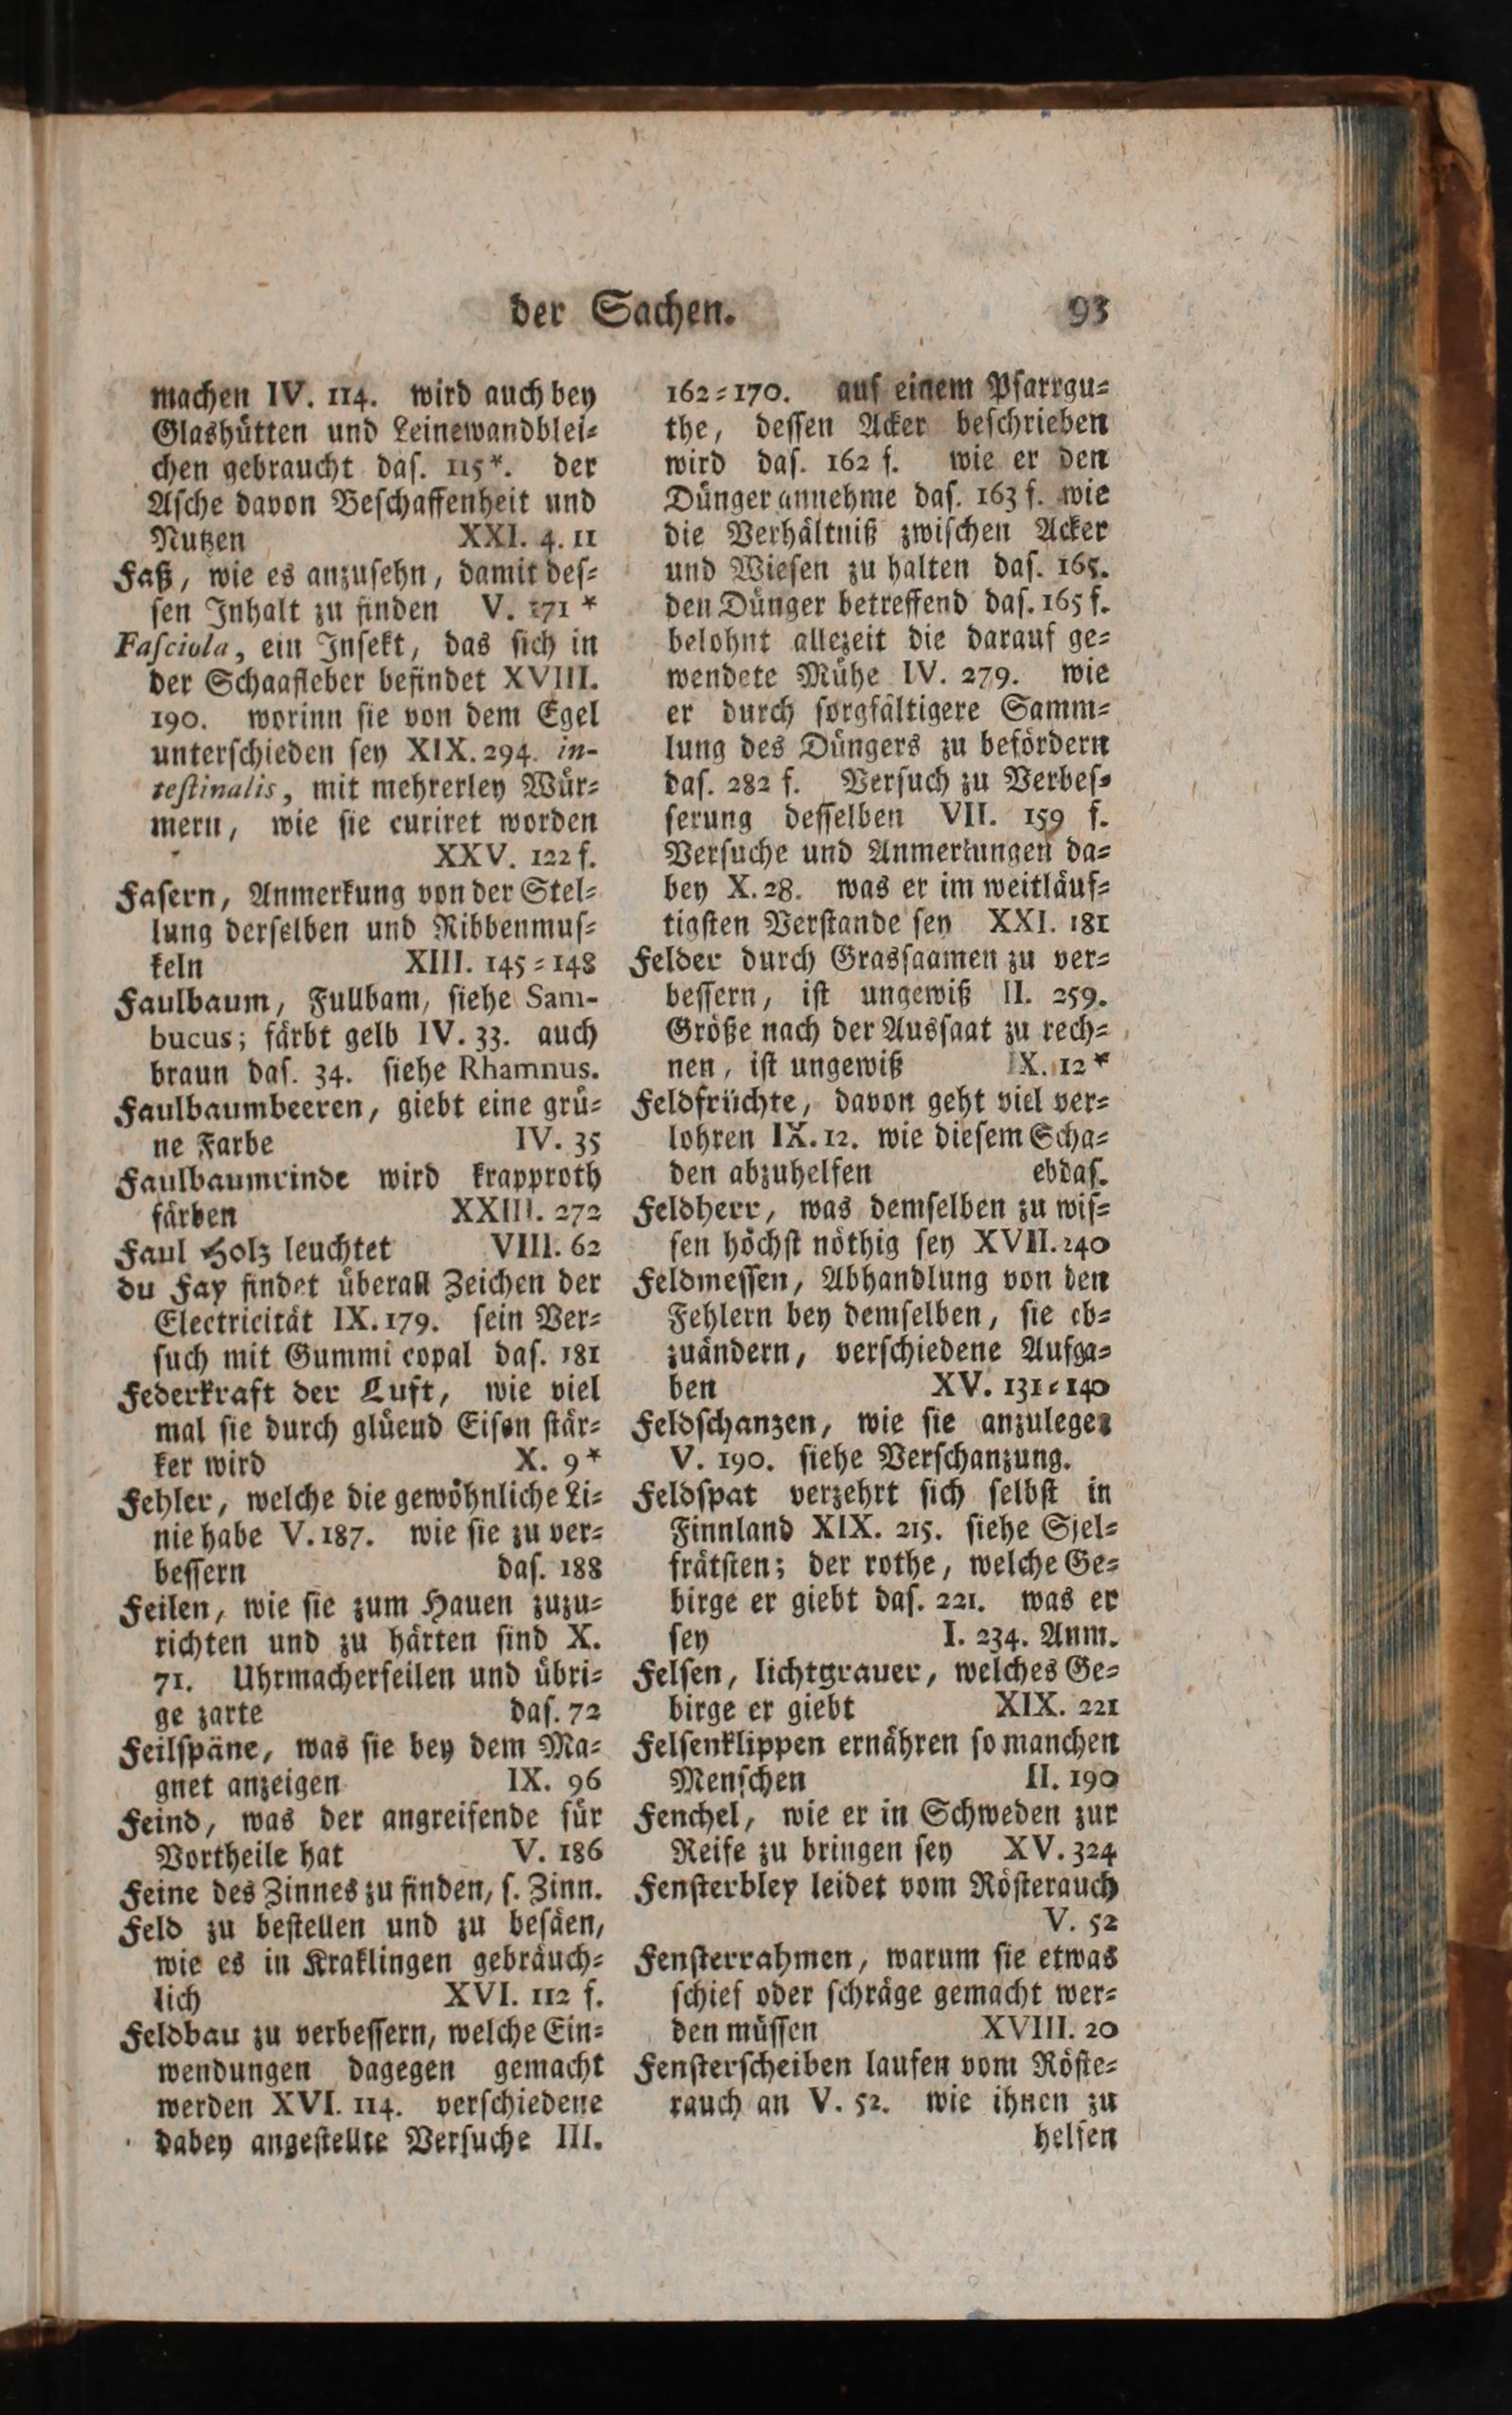 der Sachen. 93
machen IV. 114. wird auch bey
Glashütten und Leinewandblei⸗
chen gebraucht daſ. 115*. der
Aſche davon Beſchaffenheit und
Nutzen XXI. 4. 11
Faß, wie es anzuſehn, damit deſ⸗
ſen Inhalt zu finden V. 171 *
Faſciola, ein Inſekt, das ſich in
der Schaafleber befindet XVIII.
190. worinn ſie von dem Egel
unterſchieden ſey XIX. 294. in-
teſtinalis, mit mehrerley Wür⸗
mern, wie ſie curiret worden
XXV. 122 f.
Faſern, Anmerkung von der Stel⸗
lung derſelben und Ribbenmuſ⸗
keln XIII. 145⸗148
Faulbaum, Fullbam, ſiehe Sam-
bucus; färbt gelb IV. 33. auch
braun daſ. 34. ſiehe Rhamnus.
Faulbaumbeeren, giebt eine grü⸗
ne Farbe IV. 35
Faulbaumrinde wird krapproth
färben XXIII. 272
Faul Holz leuchtet VIII. 62
du Fay findet überall Zeichen der
Electricität IX. 179. ſein Ver⸗
ſuch mit Gummi copal daſ. 181
Federkraft der Luft, wie viel
mal ſie durch glüend Eiſen ſtär⸗
ker wird X. 9*
Fehler, welche die gewöhnliche Li⸗
nie habe V. 187. wie ſie zu ver⸗
beſſern daſ. 188
Feilen, wie ſie zum Hauen zuzu⸗
richten und zu härten ſind X.
71. Uhrmacherfeilen und übri⸗
ge zarte daſ. 72
Feilſpäne, was ſie bey dem Ma⸗
gnet anzeigen IX. 96
Feind, was der angreifende für
Vortheile hat V. 186
Feine des Zinnes zu finden, ſ. Zinn.
Feld zu beſtellen und zu beſäen,
wie es in Kraklingen gebräuch⸗
lich XVI. 112 f.
Feldbau zu verbeſſern, welche Ein⸗
wendungen dagegen gemacht
werden XVI. 114. verſchiedene
dabey angeſtellte Verſuche III.
162⸗170. auf einem Pfarrgu⸗
the, deſſen Acker beſchrieben
wird daſ. 162 f. wie er den
Dünger annehme daſ. 163 f. wie
die Verhältniß zwiſchen Acker
und Wieſen zu halten daſ. 165.
den Dünger betreffend daſ. 165 f.
belohnt allezeit die darauf ge⸗
wendete Mühe IV. 279. wie
er durch ſorgfältigere Samm⸗
lung des Düngers zu befördern
daſ. 282 f. Verſuch zu Verbeſ⸗
ſerung deſſelben VII. 159 f.
Verſuche und Anmerkungen da⸗
bey X. 28. was er im weitläuf⸗
tigſten Verſtande ſey XXI. 181
Felder durch Grasſaamen zu ver⸗
beſſern, iſt ungewiß II. 259.
Größe nach der Ausſaat zu rech⸗
nen, iſt ungewiß IX. 12*
Feldfrüchte, davon geht viel ver⸗
lohren IX. 12. wie dieſem Scha⸗
den abzuhelfen ebdaſ.
Feldherr, was demſelben zu wiſ⸗
ſen höchſt nöthig ſey XVII. 240
Feldmeſſen, Abhandlung von den
Fehlern bey demſelben, ſie eb⸗
zuändern, verſchiedene Aufga⸗
ben XV. 131⸗140
Feldſchanzen, wie ſie anzulegen
V. 190. ſiehe Verſchanzung.
Feldſpat verzehrt ſich ſelbſt in
Finnland XIX. 215. ſiehe Sjel⸗
frätſten; der rothe, welche Ge⸗
birge er giebt daſ. 221. was er
ſey I. 234. Anm.
Felſen, lichtgrauer, welches Ge⸗
birge er giebt XIX. 221
Felſenklippen ernähren ſo manchen
Menſchen II. 190
Fenchel, wie er in Schweden zur
Reife zu bringen ſey XV. 324
Fenſterbley leidet vom Röſterauch
V. 52
Fenſterrahmen, warum ſie etwas
ſchief oder ſchräge gemacht wer⸗
den müſſen XVIII. 20
Fenſterſcheiben laufen vom Röſte⸗
rauch an V. 52. wie ihnen zu
helfen